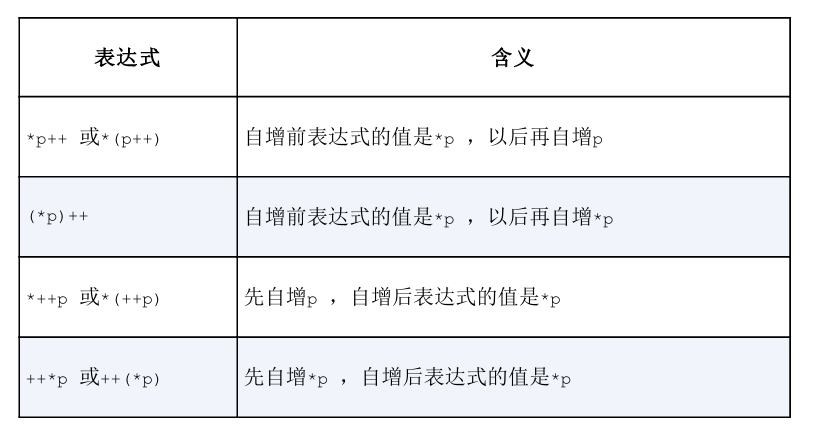 表达式 含义
*p++ 或*(p++) 自增前表达式的值是*p ，以后再自增p
(*p)++ 自增前表达式的值是*p ，以后再自增*p
*++p 或*(++p) 先自增p ，自增后表达式的值是*p
++*p 或++(*p) 先自增*p ，自增后表达式的值是*p